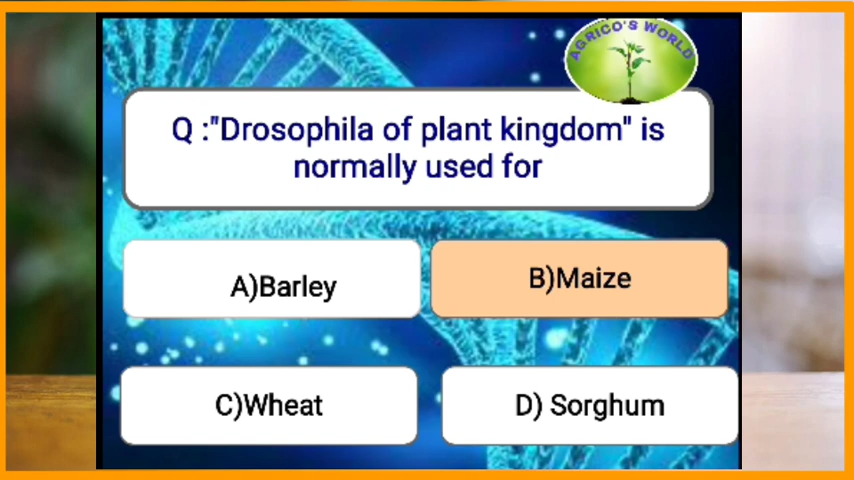 AGRICO'S WORLD
Q :"Drosophila of plant kingdom" is
normally used for
A)Barley
B)Maize
C)Wheat
D) Sorghum